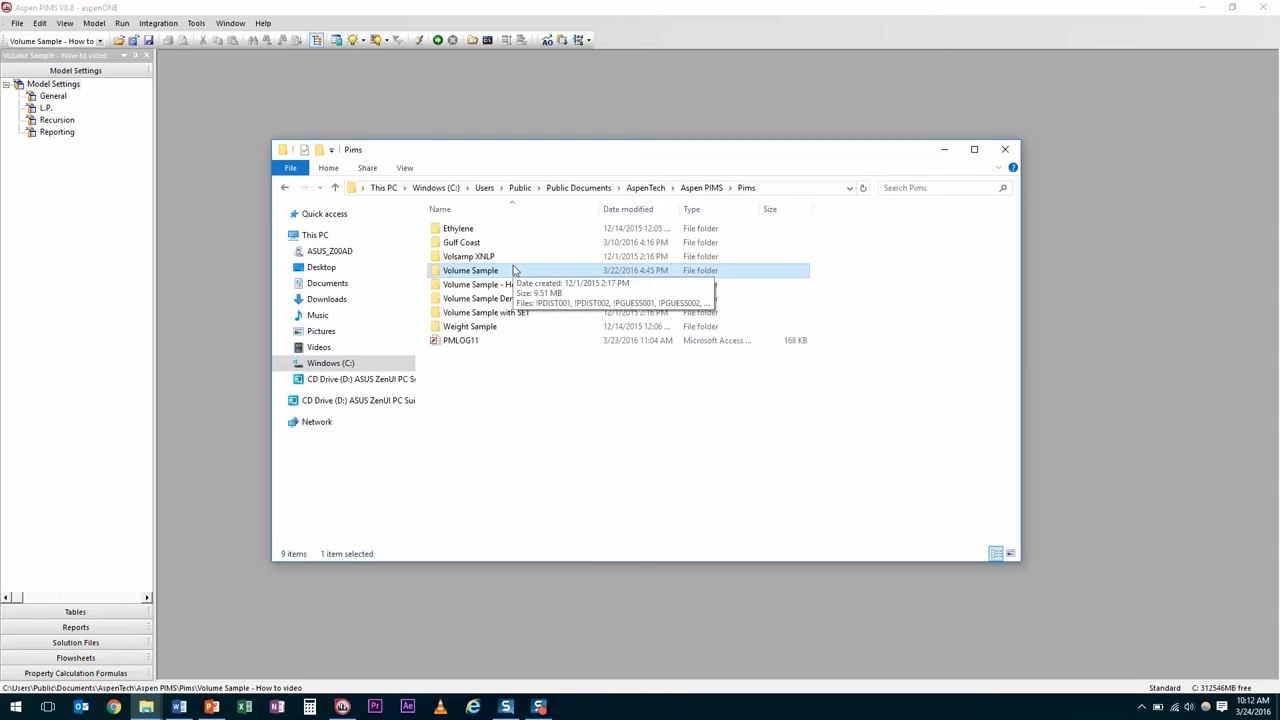 Aspen PIMS V8.8 - aspenONE
File Edit View Model Run Integration Tools Window Help
Volume Sample - How to
Volume Sample - How to video
Model Settings
Model Settings
General
L.P.
Recursion
Reporting
Tables
Reports
Solution Files
Flowsheets
Property Calculation Formulas
Pims
File Home Share View
This PC Windows (C:) Users Public Public Documents AspenTech Aspen PIMS Pims
Search Pims
Quick access
This PC
ASUS_Z00AD
Desktop
Documents
Downloads
Music
Pictures
Videos
Windows (C:)
CD Drive (D:) ASUS ZenUI PC Su
CD Drive (D:) ASUS ZenUI PC Sui
Network
Name Date modified Type Size
Ethylene 12/14/2015 12:05 ... File folder
Gulf Coast 3/10/2016 4:16 PM File folder
Volsamp XNLP 12/1/2015 2:16 PM File folder
Volume Sample 3/22/2016 4:45 PM File folder
Volume Sample - H
Volume Sample Der
Volume Sample with SET 12/1/2015 2:16 PM File folder
Weight Sample 12/14/2015 12:06 ... File folder
PMLOG11 3/23/2016 11:04 AM Microsoft Access ... 168 KB
Date created: 12/1/2015 2:17 PM
Size: 9.51 MB
Files: !PDIST001, !PDIST002, !PGUESS001, !PGUESS002, ...
9 items 1 item selected
C:\Users\Public\Documents\AspenTech\Aspen PIMS\Pims\Volume Sample - How to video
Standard C: 312546MB free
10:12 AM
3/24/2016